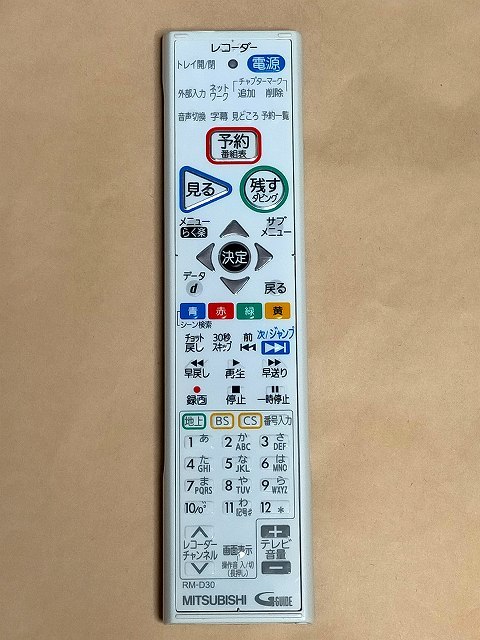 レコーダー
トレイ開/閉 電源
チャプターマーク
外部入力 ネットワーク 追加 削除
音声切換 字幕 見どころ 予約一覧
予約
番組表
見る 残す
ダビング
メニュー サブ
らく楽 メニュー
決定
データ
d 戻る
青 赤 緑 黄
シーン検索
チョット 30秒 前 次/ジャンプ
戻し スキップ
早戻し 再生 早送り
録画 停止 一時停止
地上 BS CS 番号入力
1 あ 2 か ABC 3 さ DEF
4 た GHI 5 な JKL 6 は MNO
7 ま PQRS 8 や TUV 9 ら WXYZ
10/0 ゛゜ 11 わ 記号# 12 *
レコーダー 画面表示 テレビ
チャンネル 音量
操作音 入/切
(長押し)
RM-D30
MITSUBISHI G-GUIDE